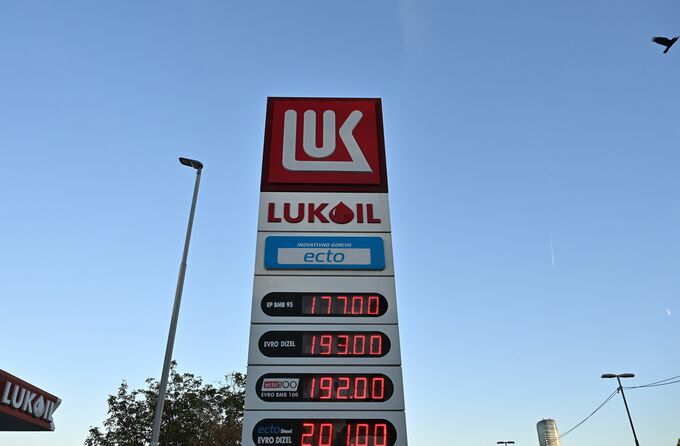 LUK
LUKOIL
INOVATIVNO GORIVO
ecto
EP BMB 95 177.00
EVRO DIZEL 193.00
ecto 100
EVRO BMB 100 192.00
ecto Diesel
EVRO DIZEL 201.00
LUKOIL